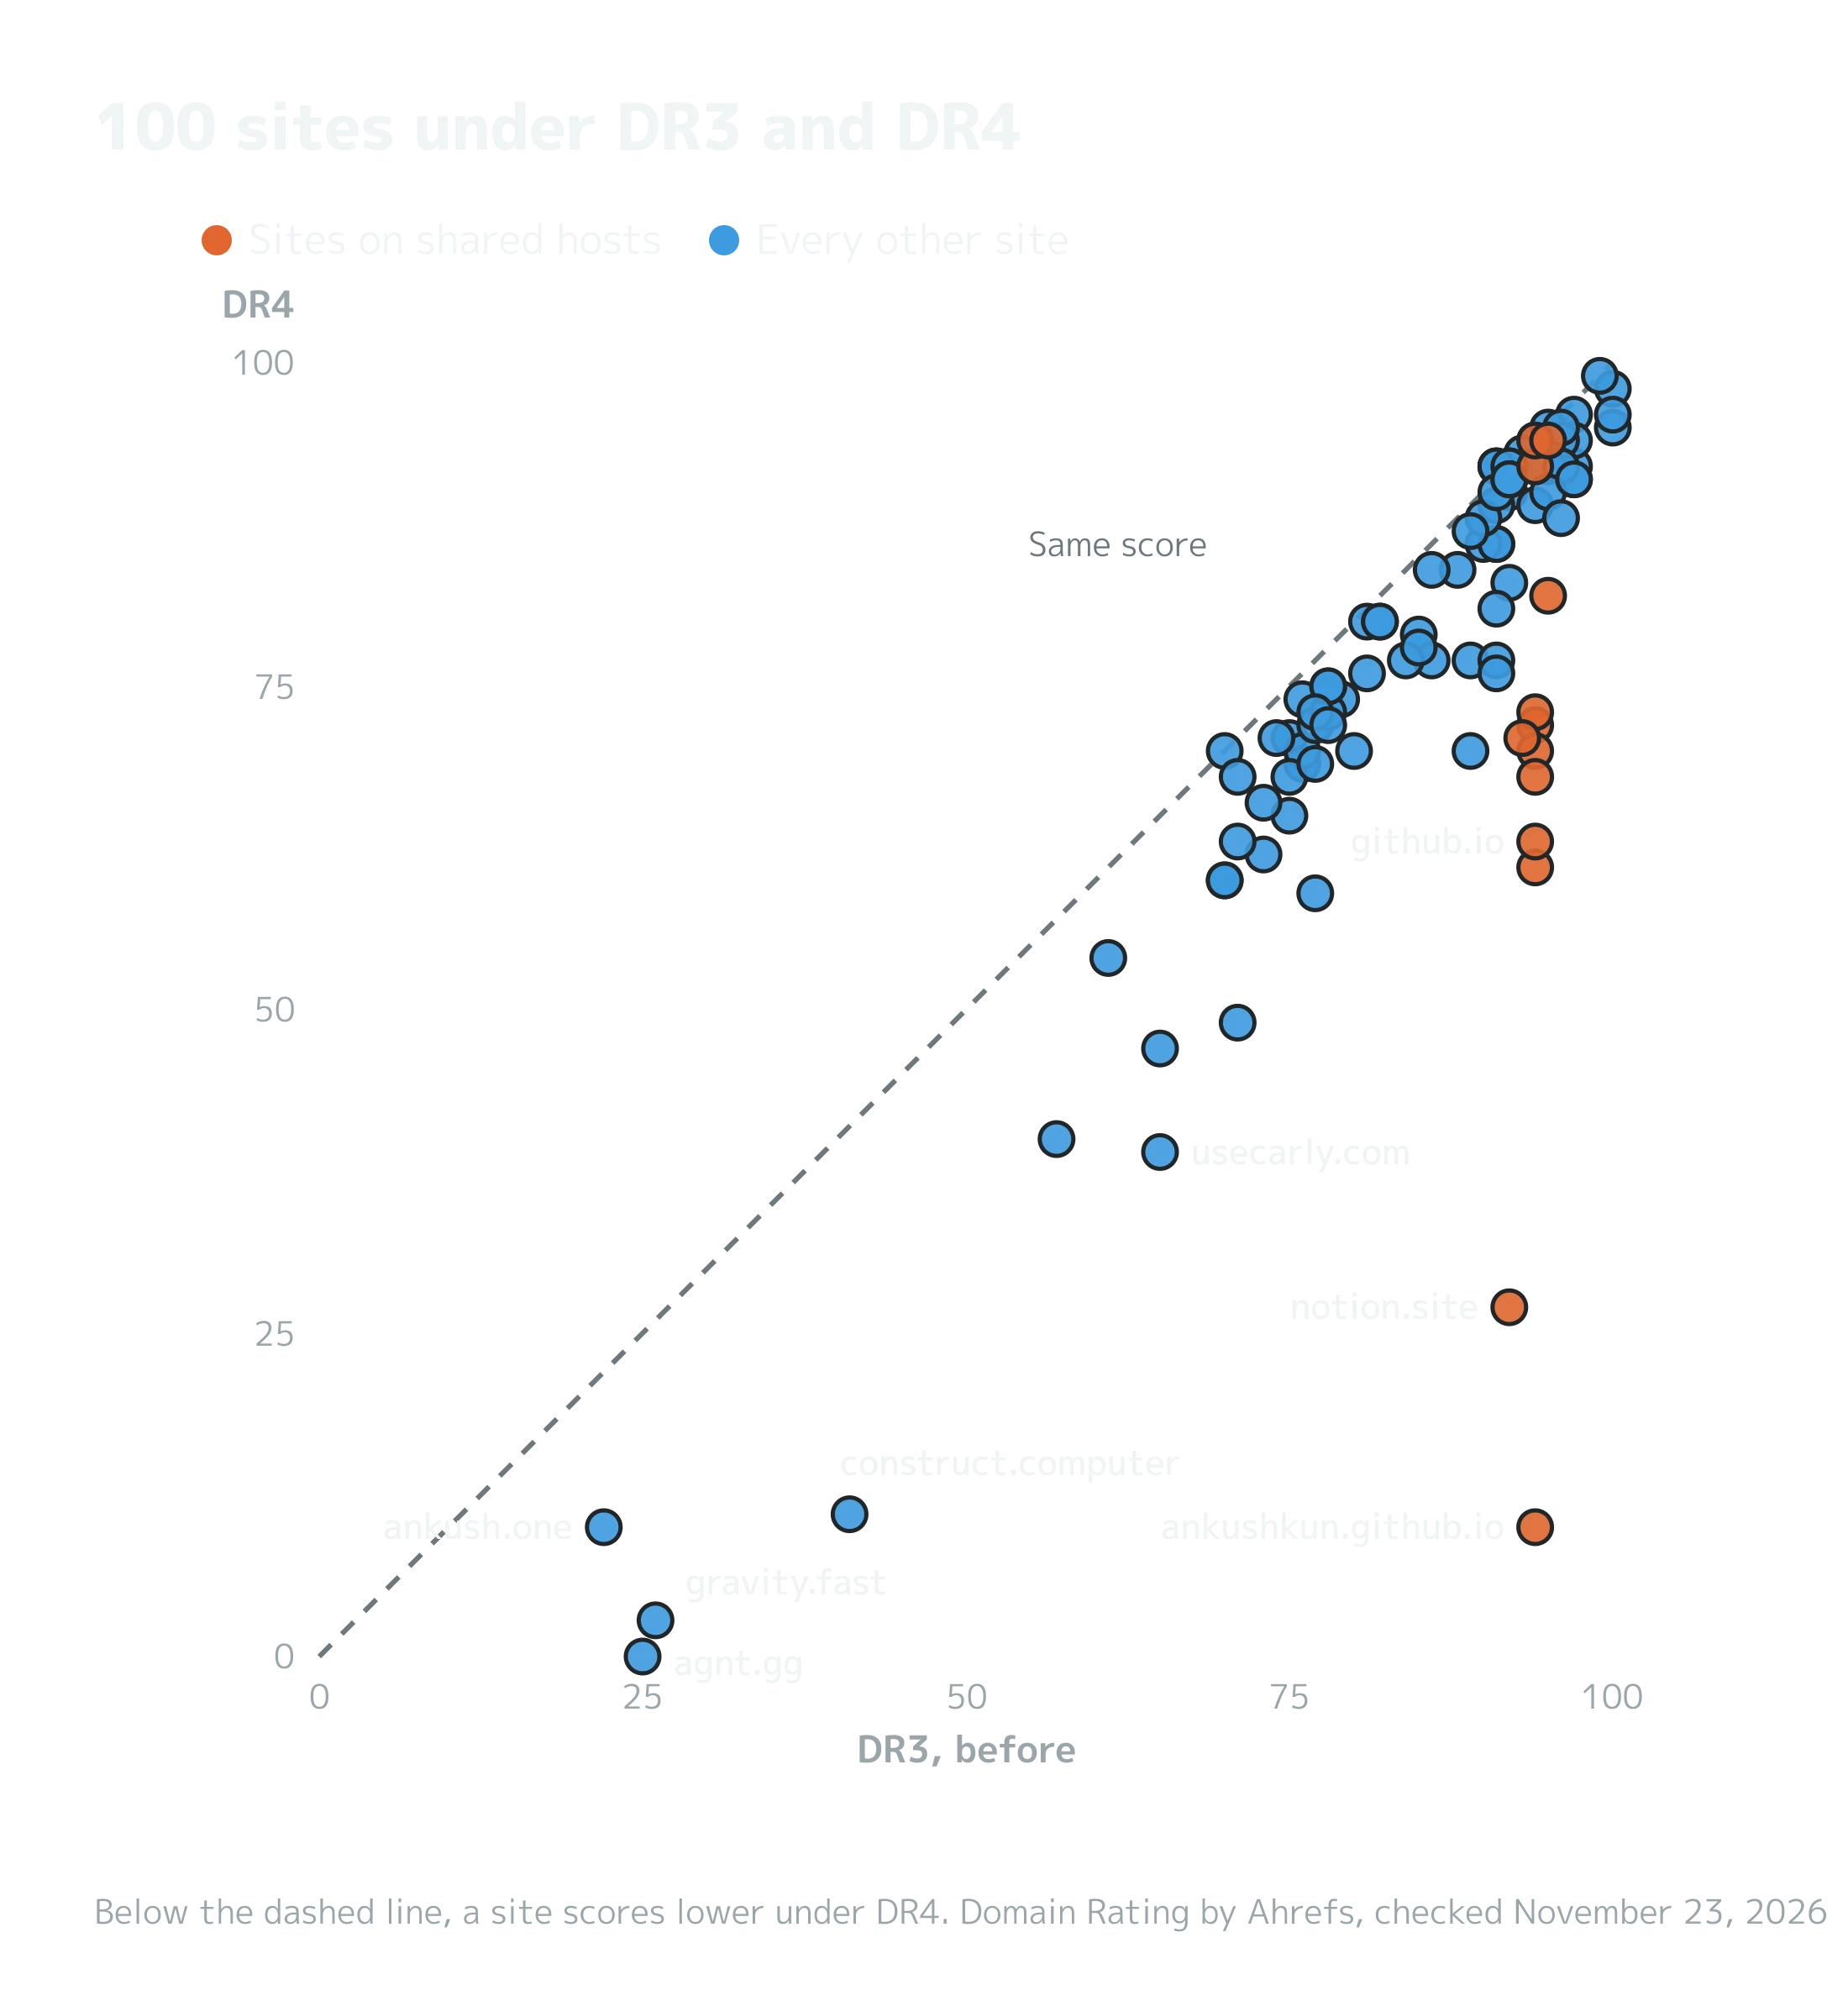 100 sites under DR3 and DR4
Sites on shared hosts
Every other site
DR4
100
Same score
75
github.io
50
usecarly.com
notion.site
25
construct.computer
ankush.one
ankushkun.github.io
gravity.fast
0
agnt.gg
0
25
50
75
100
DR3, before
Below the dashed line, a site scores lower under DR4. Domain Rating by Ahrefs, checked November 23, 2026